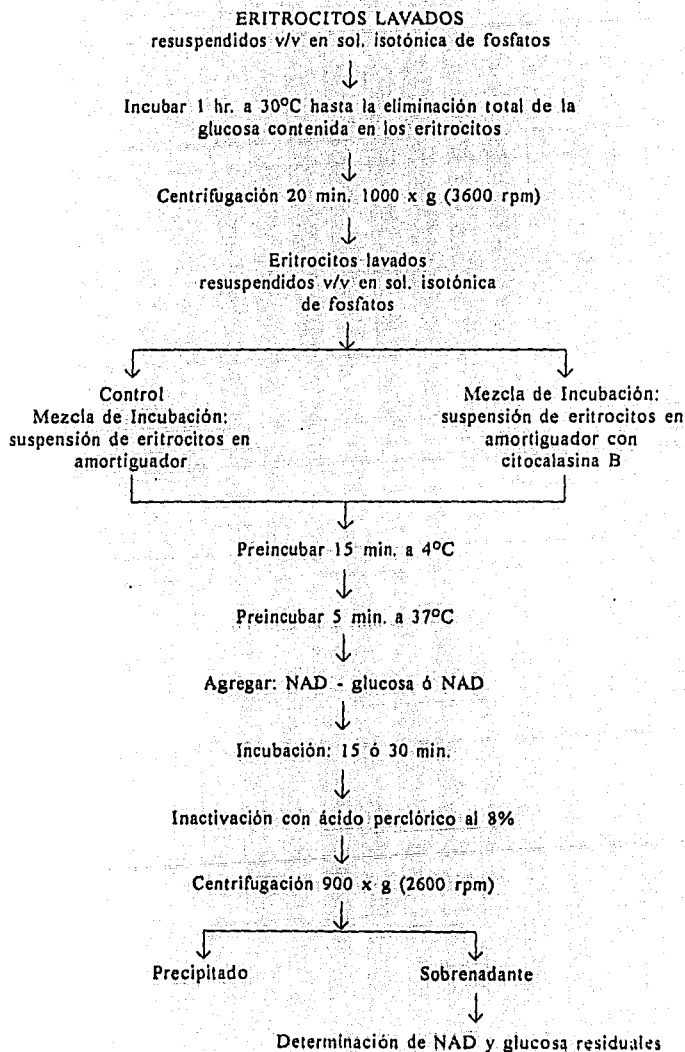 ERITROCITOS LAVADOS
resuspendidos v/v en sol. isotónica de fosfatos
Incubar 1 hr. a 30ºC hasta la eliminación total de la
glucosa contenida en los eritrocitos
Centrifugación 20 min. 1000 x g (3600 rpm)
Eritrocitos lavados
resuspendidos v/v en sol. isotónica
de fosfatos
Control
Mezcla de Incubación:
suspensión de eritrocitos en
amortiguador
Mezcla de Incubación:
suspensión de eritrocitos en
amortiguador con
citocalasina B
Preincubar 15 min. a 4ºC
Preincubar 5 min. a 37ºC
Agregar: NAD - glucosa ó NAD
Incubación: 15 ó 30 min.
Inactivación con ácido perclórico al 8%
Centrifugación 900 x g (2600 rpm)
Precipitado
Sobrenadante
Determinación de NAD y glucosa residuales